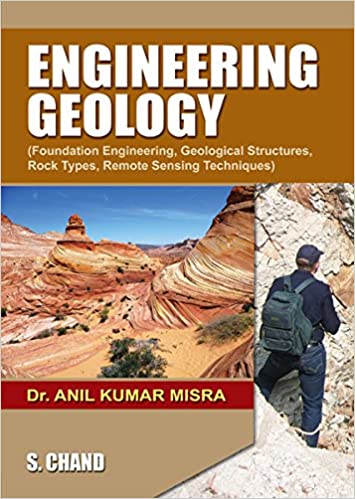 ENGINEERING
GEOLOGY
(Foundation Engineering, Geological Structures,
Rock Types, Remote Sensing Techniques)
Dr. ANIL KUMAR MISRA
S. CHAND